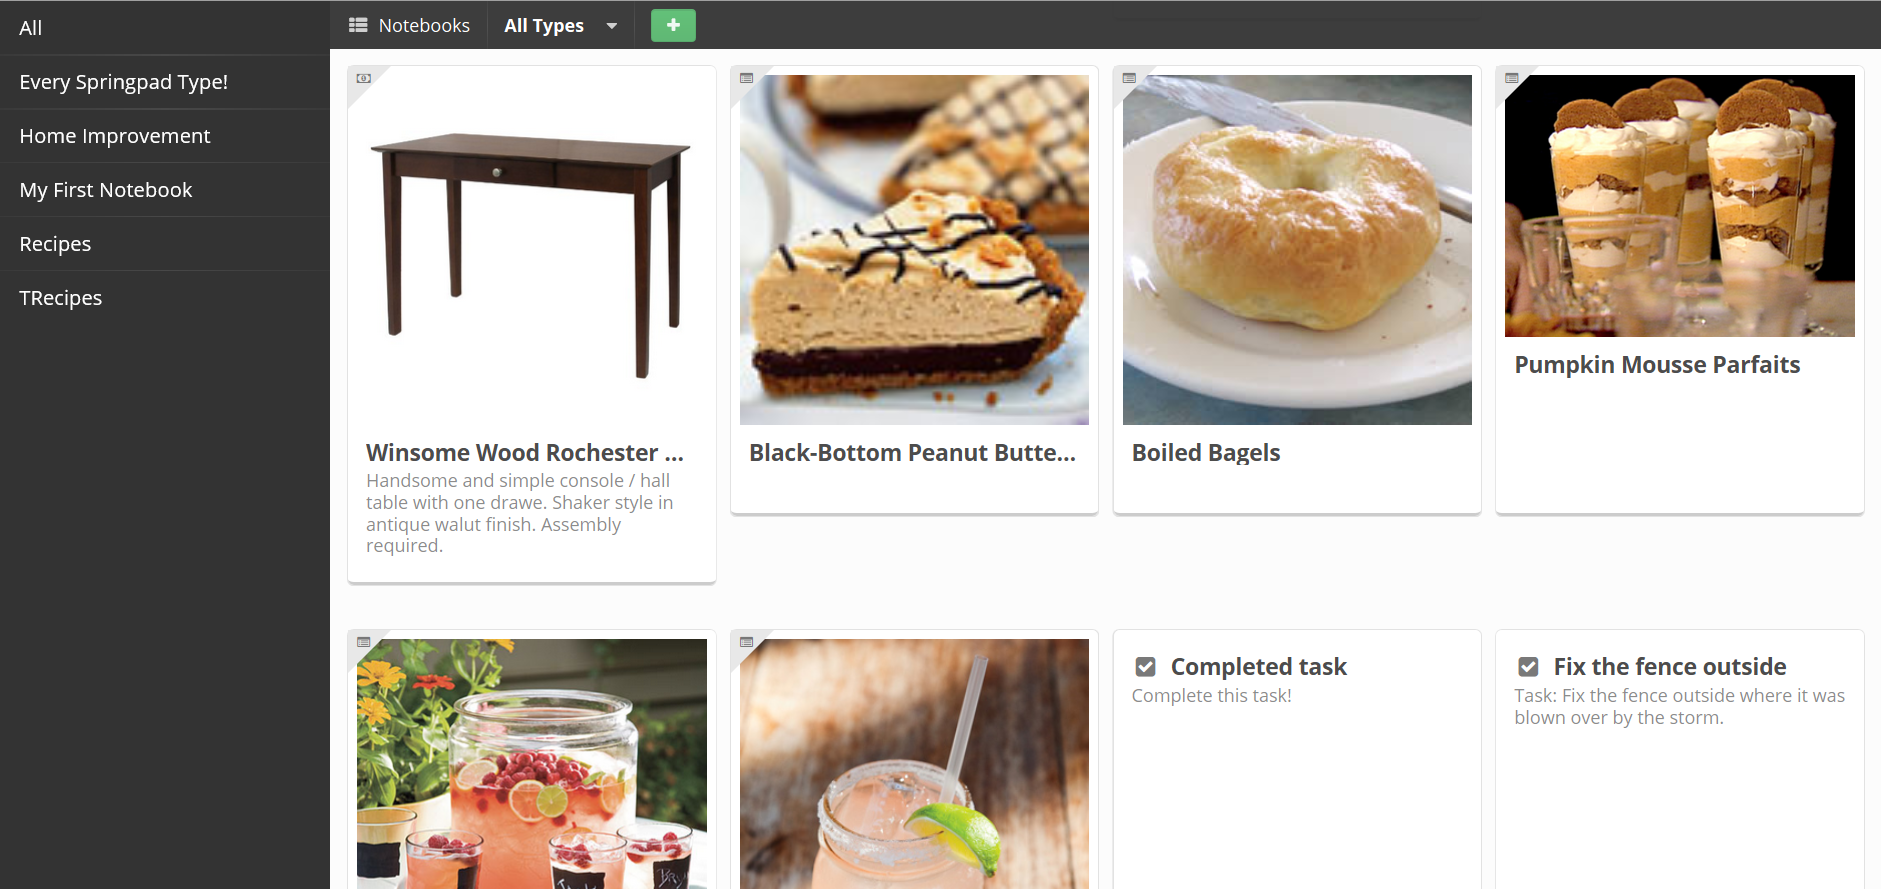 All
Every Springpad Type!
Home Improvement
My First Notebook
Recipes
TRecipes
Notebooks
All Types
Winsome Wood Rochester ...
Handsome and simple console / hall
table with one drawe. Shaker style in
antique walut finish. Assembly
required.
Black-Bottom Peanut Butte...
Boiled Bagels
Pumpkin Mousse Parfaits
Completed task
Complete this task!
Fix the fence outside
Task: Fix the fence outside where it was
blown over by the storm.